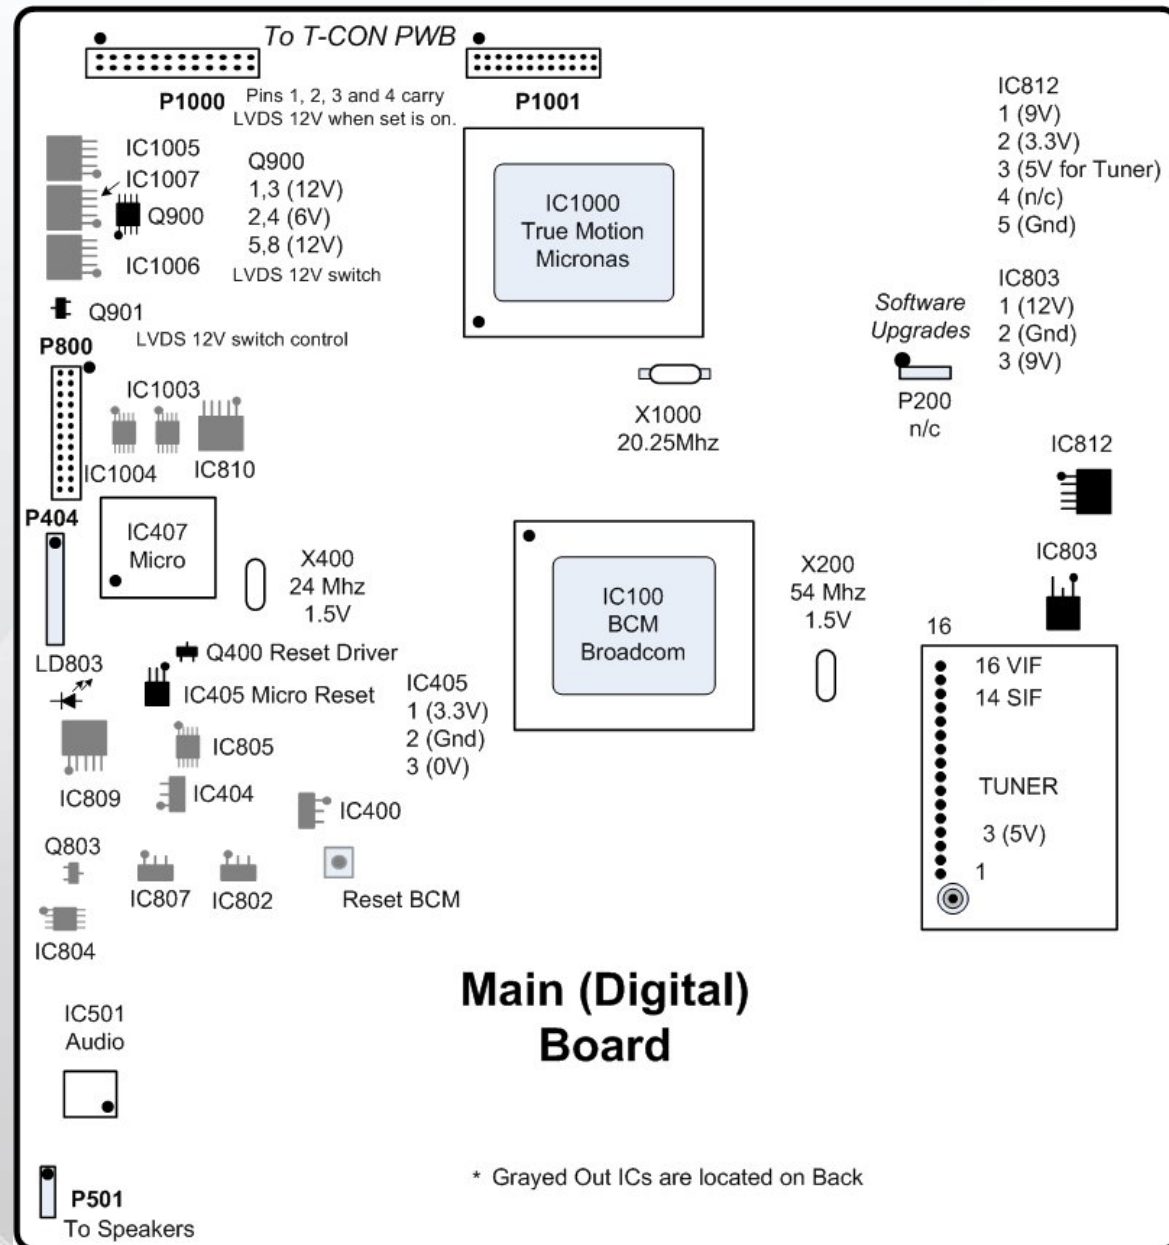 To T-CON PWB
P1000
Pins 1, 2, 3 and 4 carry
LVDS 12V when set is on.
P1001
IC1005
IC1007
Q900
IC1006
Q900
1,3 (12V)
2,4 (6V)
5,8 (12V)
LVDS 12V switch
Q901
LVDS 12V switch control
IC1000
True Motion
Micronas
IC812
1 (9V)
2 (3.3V)
3 (5V for Tuner)
4 (n/c)
5 (Gnd)
IC803
1 (12V)
2 (Gnd)
3 (9V)
Software
Upgrades
P200
n/c
X1000
20.25Mhz
P800
IC1003
IC1004
IC810
P404
IC407
Micro
X400
24 Mhz
1.5V
IC100
BCM
Broadcom
X200
54 Mhz
1.5V
IC812
IC803
16
16 VIF
14 SIF
TUNER
3 (5V)
1
LD803
Q400 Reset Driver
IC405 Micro Reset
IC405
1 (3.3V)
2 (Gnd)
3 (0V)
IC809
IC805
IC404
IC400
Q803
IC807
IC802
Reset BCM
IC804
Main (Digital)
Board
IC501
Audio
P501
To Speakers
* Grayed Out ICs are located on Back